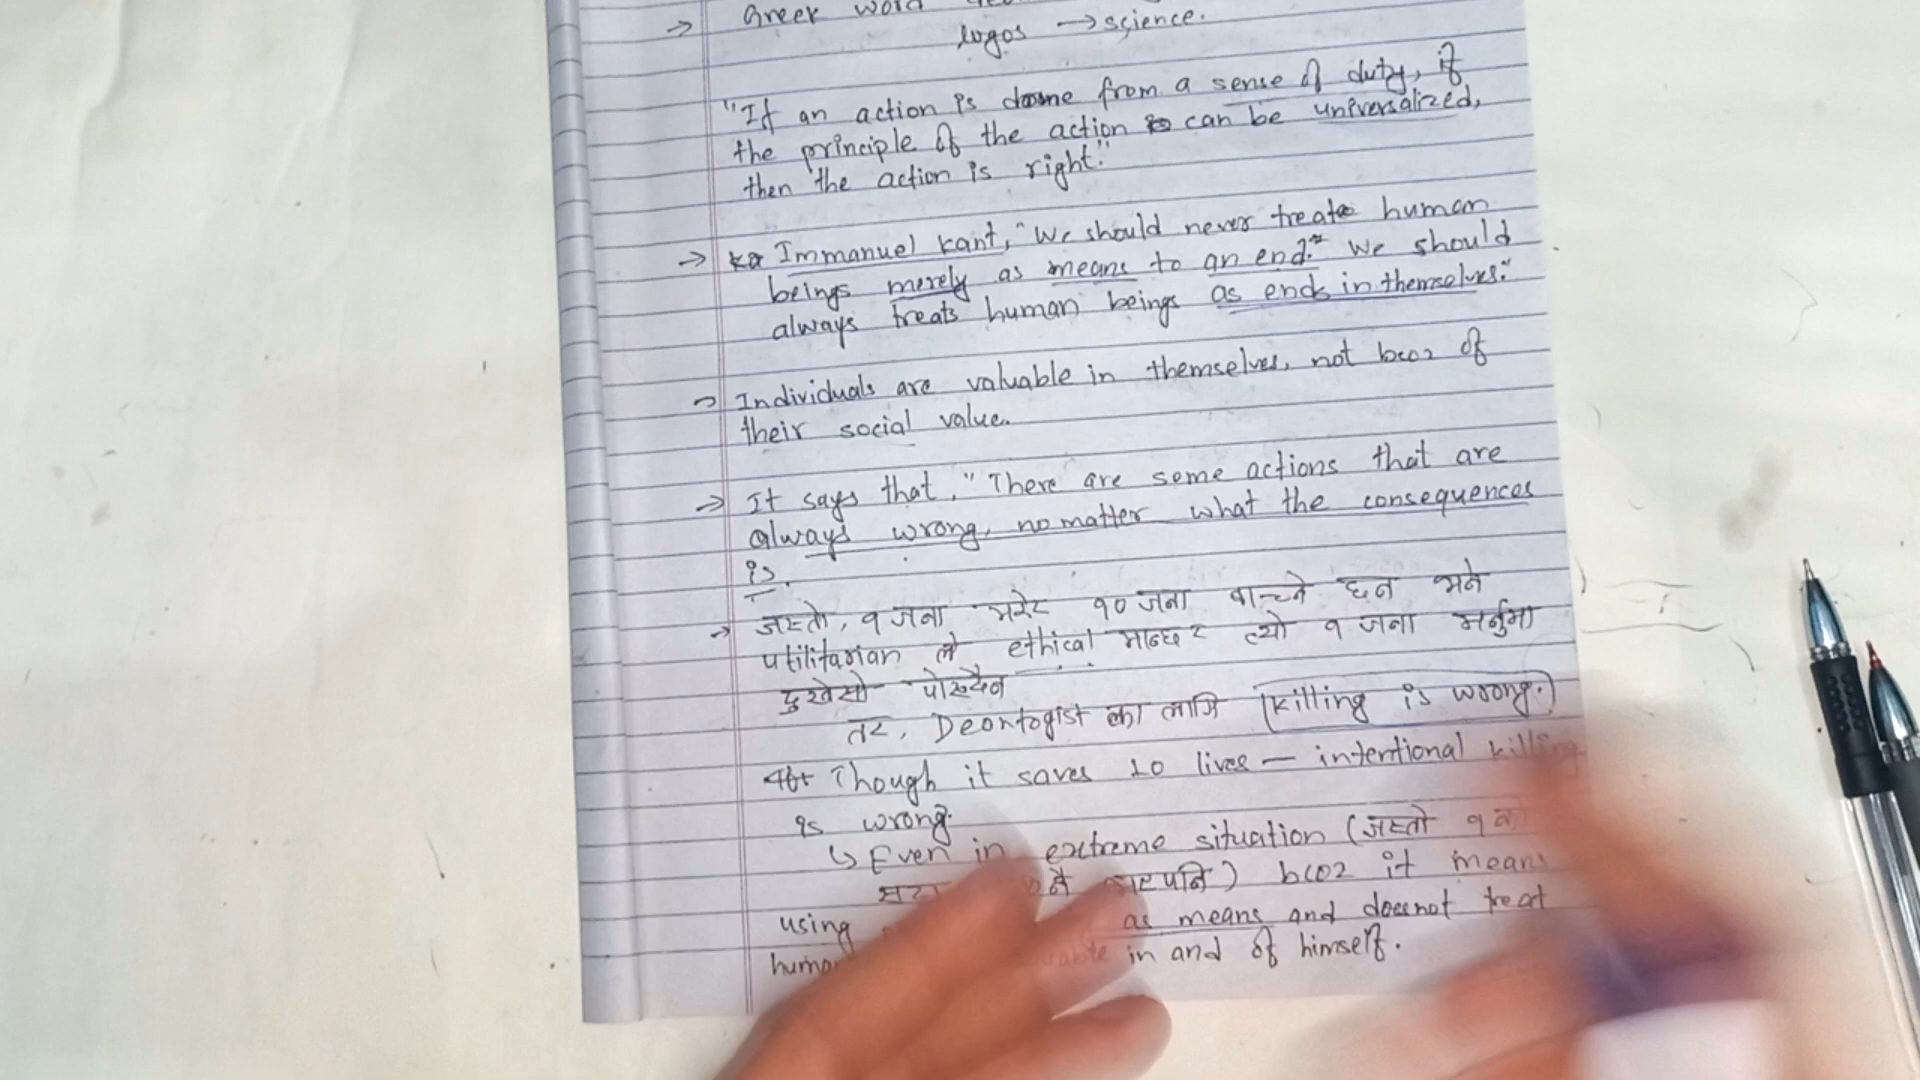 → Greek word
logos → science.
"If an action is done from a sense of duty, if
the principle of the action can be universalized,
then the action is right."
→ Immanuel Kant, "We should never treat human
beings merely as means to an end." We should
always treats human beings as ends in themselves."
→ Individuals are valuable in themselves, not bcoz of
their social value.
→ It says that, "There are some actions that are
always wrong, no matter what the consequences
is.
→ जस्तो, १ जना मरेर १० जना बाच्ने छन भने
utilitarian ले ethical मान्छ र त्यो १ जना मर्नुमा
तर, Deontogist का लागि (killing is wrong.)
Though it saves 10 lives — intentional killing
is wrong.
↳ Even in extreme situation (जस्तो १
) bcoz it means
using as means and doesnot treat
in and of himself.